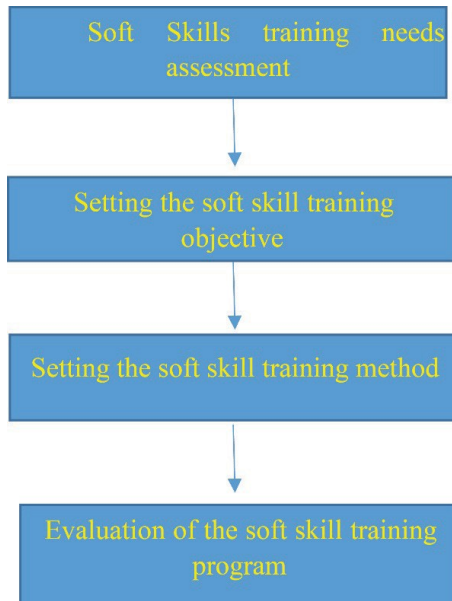 Soft Skills training needs
assessment
Setting the soft skill training
objective
Setting the soft skill training method
Evaluation of the soft skill training
program